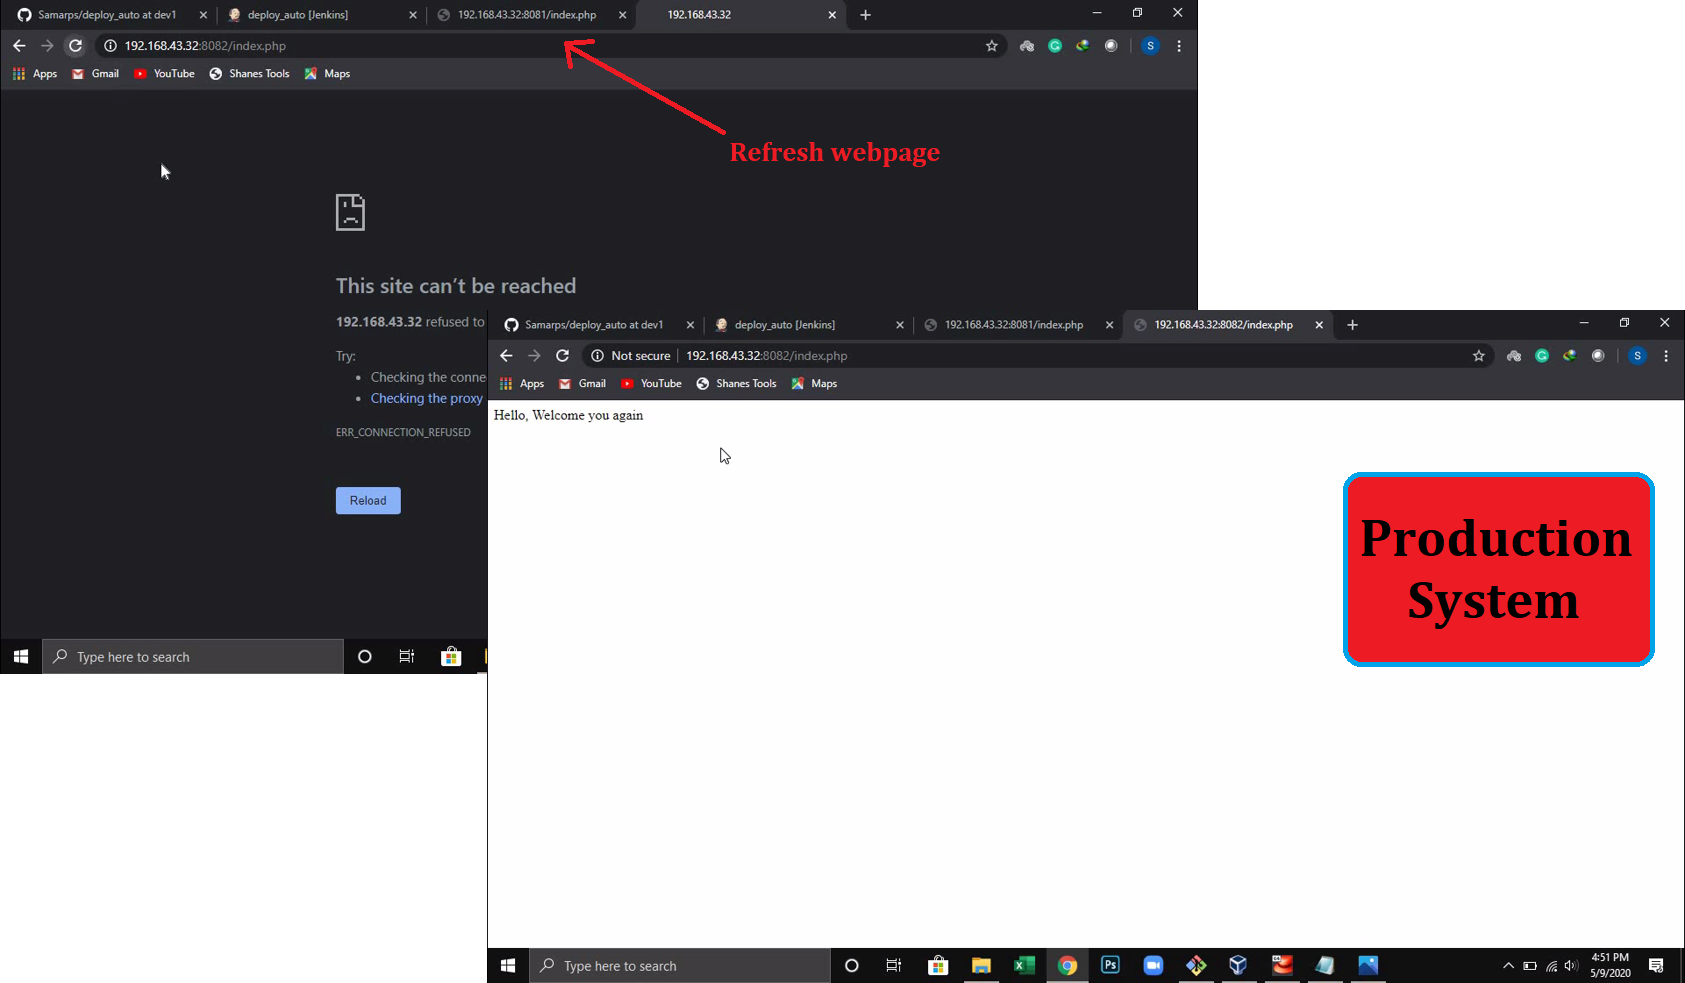 Samarps/deploy_auto at dev1
deploy_auto [Jenkins]
192.168.43.32:8081/index.php
192.168.43.32
192.168.43.32:8082/index.php
S
Apps
Gmail
YouTube
Shanes Tools
Maps
Refresh webpage
This site can't be reached
192.168.43.32 refused to
Try:
Checking the conne
Checking the proxy
ERR_CONNECTION_REFUSED
Reload
Type here to search
Samarps/deploy_auto at dev1
deploy_auto [Jenkins]
192.168.43.32:8081/index.php
192.168.43.32:8082/index.php
Not secure
192.168.43.32:8082/index.php
S
Apps
Gmail
YouTube
Shanes Tools
Maps
Hello, Welcome you again
Production
System
Type here to search
Ps
4:51 PM
5/9/2020